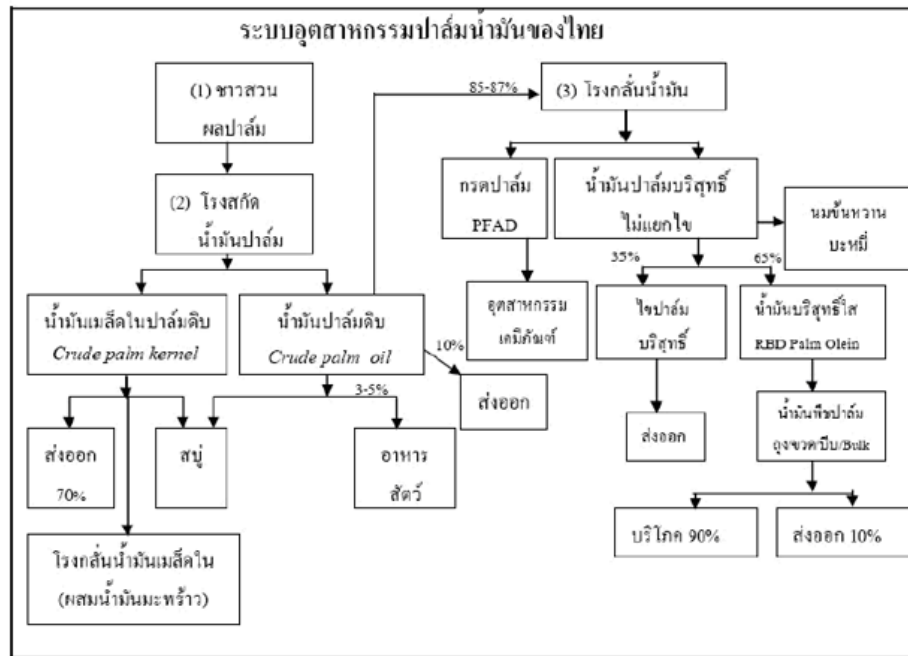 ระบบอุตสาหกรรมปาล์มน้ำมันของไทย
(1) ชาวสวน
ผลปาล์ม
85-87%
(3) โรงกลั่นน้ำมัน
(2) โรงสกัด
น้ำมันปาล์ม
กรดปาล์ม
PFAD
น้ำมันปาล์มบริสุทธิ์
ไม่แยกไข
นมข้นหวาน
บะหมี่
35%
65%
น้ำมันเมล็ดในปาล์มดิบ
Crude palm kernel
น้ำมันปาล์มดิบ
Crude palm oil
10%
อุตสาหกรรม
เคมีภัณฑ์
ไขปาล์ม
บริสุทธิ์
น้ำมันบริสุทธิ์ใส
RBD Palm Olein
3-5%
ส่งออก
ส่งออก
70%
สบู่
อาหาร
สัตว์
ส่งออก
น้ำมันพืชปาล์ม
ถุง/ขวด/ปี๊บ/Bulk
บริโภค 90%
ส่งออก 10%
โรงกลั่นน้ำมันเมล็ดใน
(ผสมน้ำมันมะพร้าว)